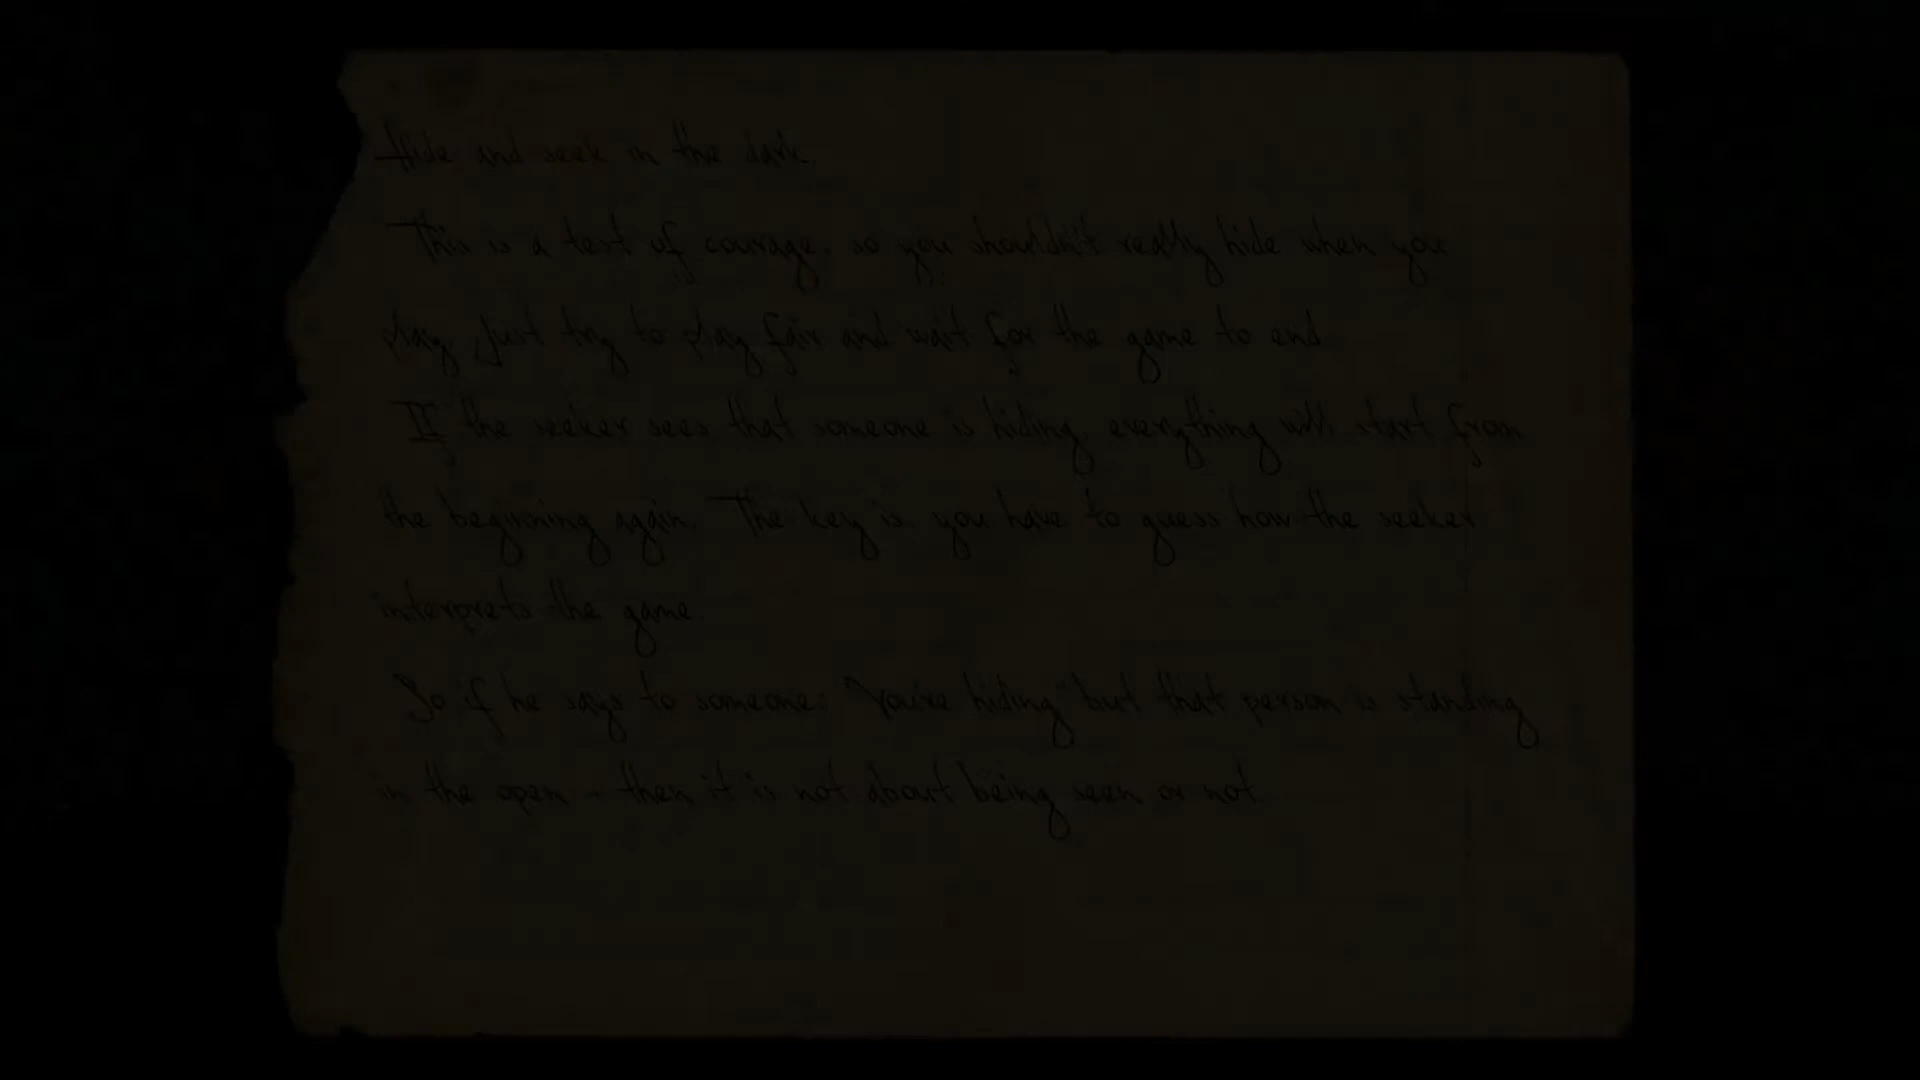 Hide and seek in the dark.
This is a test of courage, so you shouldn't really hide when you
play. Just try to play fair and wait for the game to end.
If the seeker sees that someone is hiding, everything will start from
the beginning again. The key is, you have to guess how the seeker
interprets the game.
So if he says to someone: "You're hiding" but that person is standing
in the open - then it is not about being seen or not.